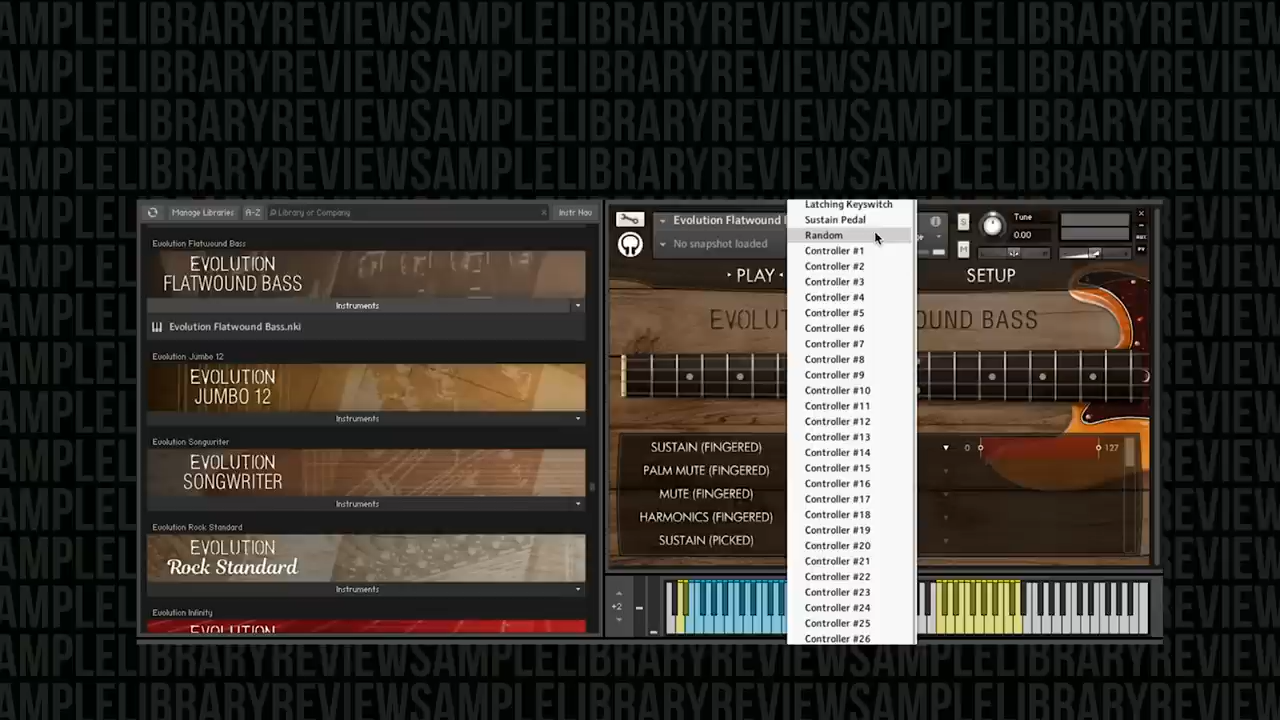 SAMPLELIBRARYREVIEWS
Manage Libraries
A-Z
Library or Company
Instr Nav
Evolution Flatwound Bass
EVOLUTION
FLATWOUND BASS
Instruments
Evolution Flatwound Bass.nki
Evolution Jumbo 12
EVOLUTION
JUMBO 12
Instruments
Evolution Songwriter
EVOLUTION
SONGWRITER
Instruments
Evolution Rock Standard
EVOLUTION
Rock Standard
Instruments
Evolution Infinity
EVOLUTION
Evolution Flatwound
No snapshot loaded
Tune
0.00
S
M
AUX
PV
PLAY
SETUP
EVOLUT
OUND BASS
SUSTAIN (FINGERED)
PALM MUTE (FINGERED)
MUTE (FINGERED)
HARMONICS (FINGERED)
SUSTAIN (PICKED)
0
127
+2
Latching Keyswitch
Sustain Pedal
Random
Controller #1
Controller #2
Controller #3
Controller #4
Controller #5
Controller #6
Controller #7
Controller #8
Controller #9
Controller #10
Controller #11
Controller #12
Controller #13
Controller #14
Controller #15
Controller #16
Controller #17
Controller #18
Controller #19
Controller #20
Controller #21
Controller #22
Controller #23
Controller #24
Controller #25
Controller #26